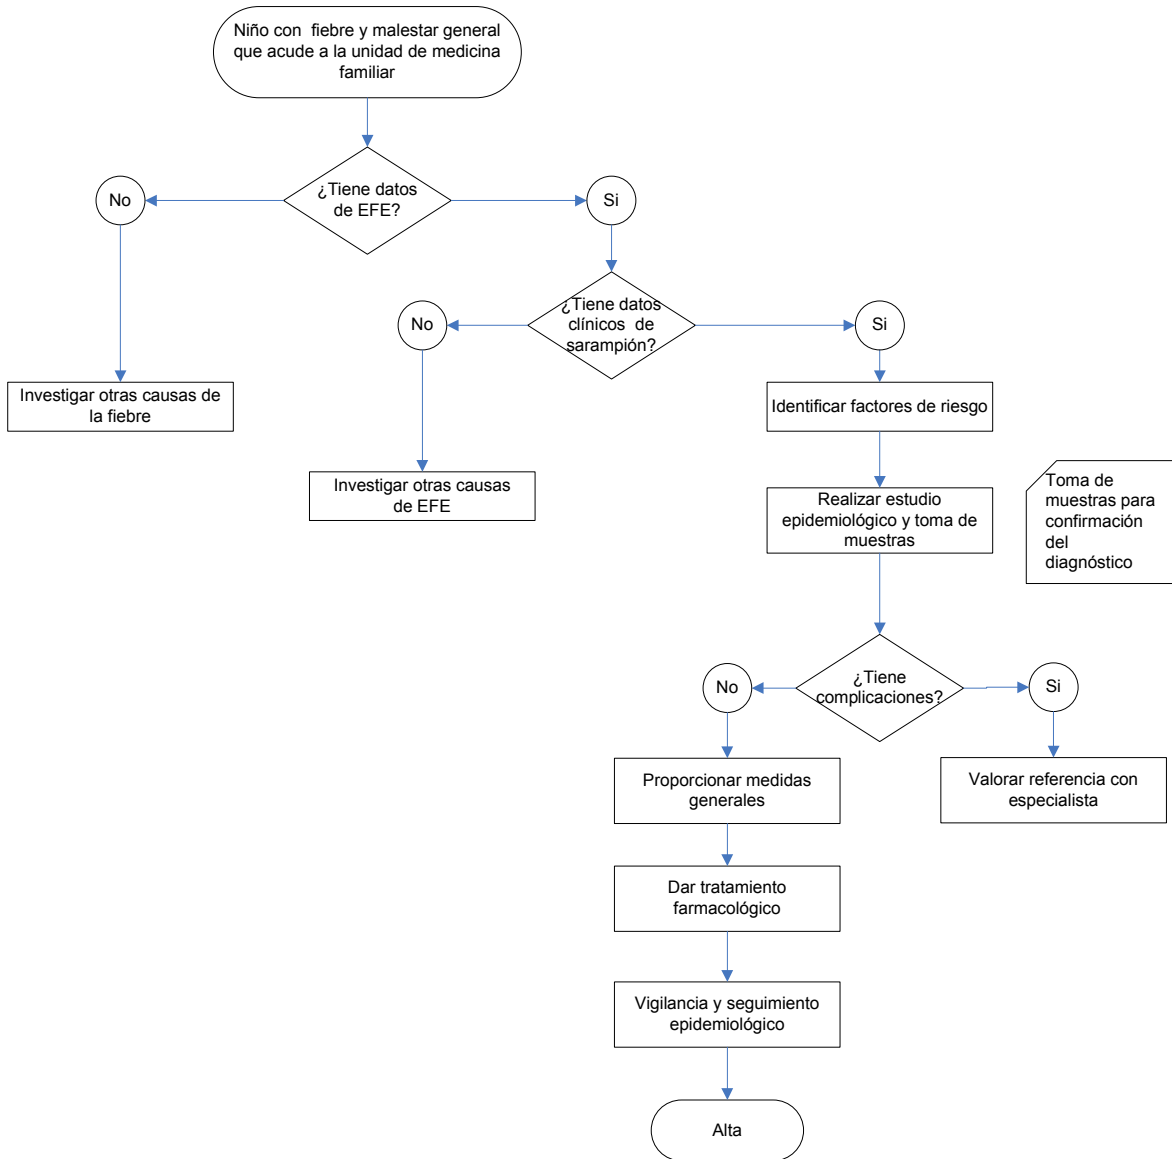 Niño con fiebre y malestar general
que acude a la unidad de medicina
familiar
¿Tiene datos
de EFE?
No
Si
¿Tiene datos
clínicos de
sarampión?
No
Si
Investigar otras causas de
la fiebre
Identificar factores de riesgo
Investigar otras causas
de EFE
Realizar estudio
epidemiológico y toma de
muestras
Toma de
muestras para
confirmación
del
diagnóstico
¿Tiene
complicaciones?
No
Si
Proporcionar medidas
generales
Valorar referencia con
especialista
Dar tratamiento
farmacológico
Vigilancia y seguimiento
epidemiológico
Alta